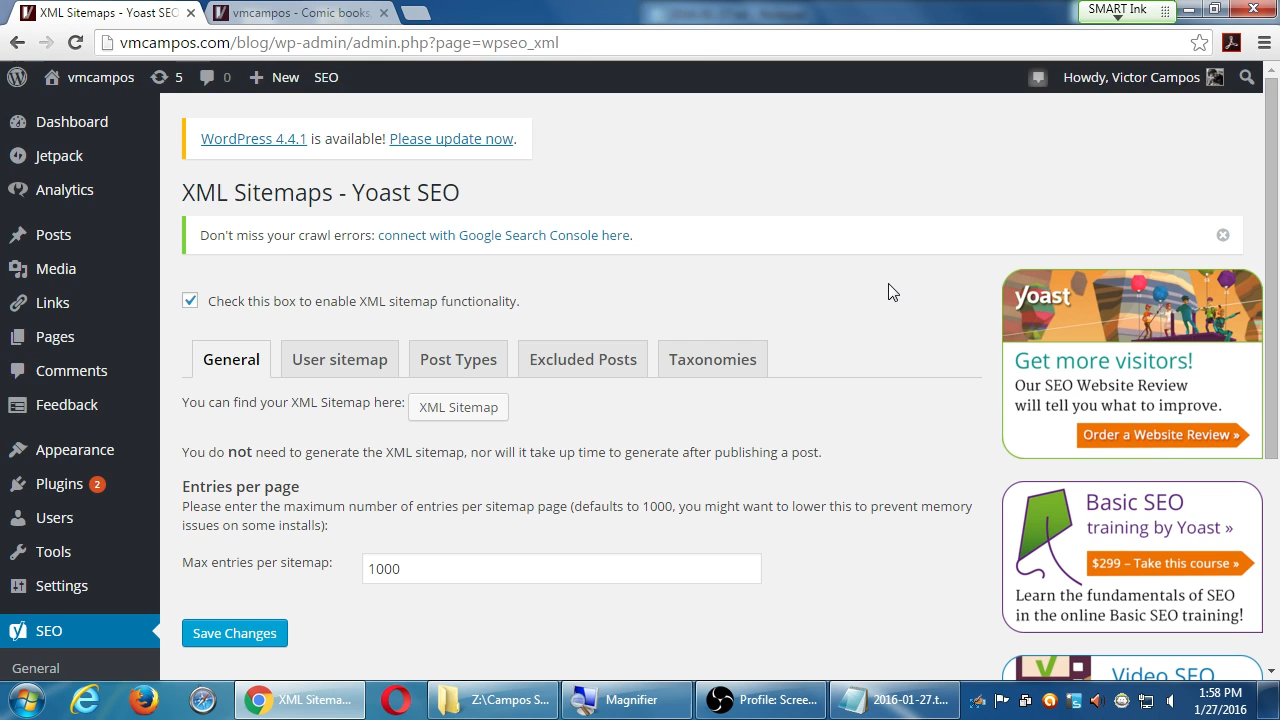 XML Sitemaps - Yoast SEO
vmcampos - Comic books,
SMART Ink
vmcampos.com/blog/wp-admin/admin.php?page=wpseo_xml
vmcampos
5
0
New
SEO
Howdy, Victor Campos
Dashboard
Jetpack
Analytics
Posts
Media
Links
Pages
Comments
Feedback
Appearance
Plugins 2
Users
Tools
Settings
SEO
General
WordPress 4.4.1 is available! Please update now.
XML Sitemaps - Yoast SEO
Don't miss your crawl errors: connect with Google Search Console here.
Check this box to enable XML sitemap functionality.
General
User sitemap
Post Types
Excluded Posts
Taxonomies
You can find your XML Sitemap here: XML Sitemap
You do not need to generate the XML sitemap, nor will it take up time to generate after publishing a post.
Entries per page
Please enter the maximum number of entries per sitemap page (defaults to 1000, you might want to lower this to prevent memory
issues on some installs):
Max entries per sitemap: 1000
Save Changes
yoast
Get more visitors!
Our SEO Website Review
will tell you what to improve.
Order a Website Review »
Basic SEO
training by Yoast »
$299 – Take this course »
Learn the fundamentals of SEO
in the online Basic SEO training!
Video SEO
XML Sitema...
Z:\Campos S...
Magnifier
Profile: Scree...
2016-01-27.t...
1:58 PM
1/27/2016